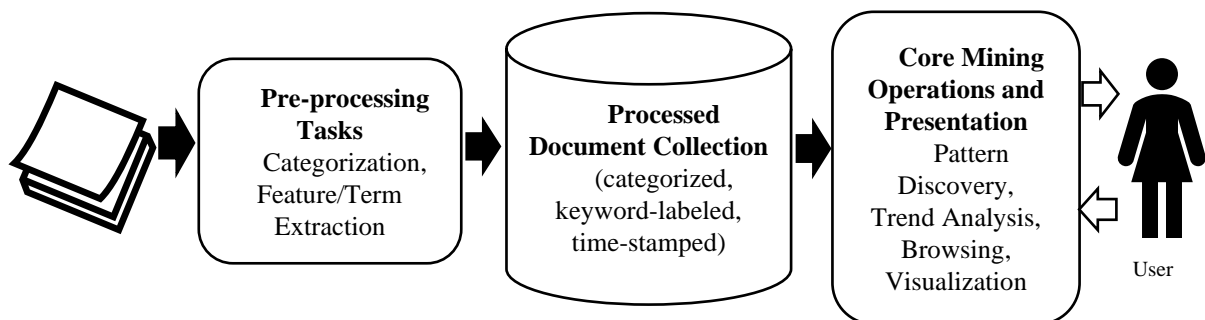 Pre-processing
Tasks
Categorization,
Feature/Term
Extraction
Processed
Document Collection
(categorized,
keyword-labeled,
time-stamped)
Core Mining
Operations and
Presentation
Pattern
Discovery,
Trend Analysis,
Browsing,
Visualization
User